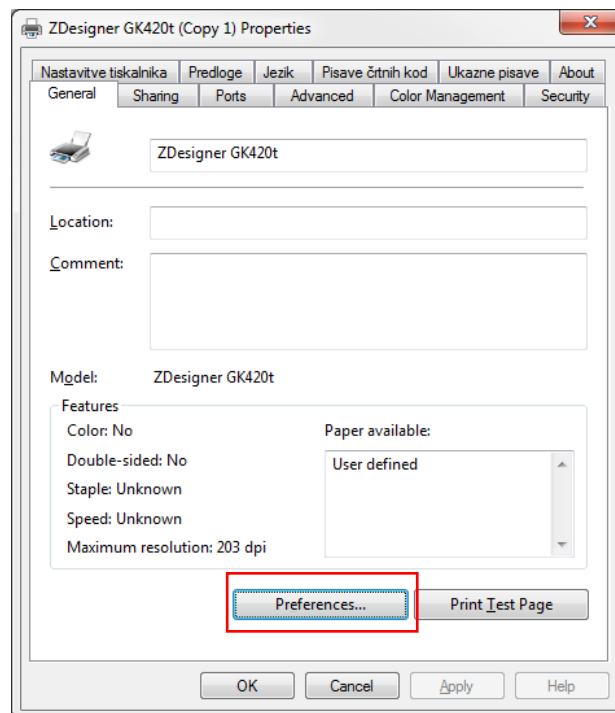 ZDesigner GK420t (Copy 1) Properties
Nastavitve tiskalnika Predloge Jezik Pisave črtnih kod Ukazne pisave About
General Sharing Ports Advanced Color Management Security
ZDesigner GK420t
Location:
Comment:
Model: ZDesigner GK420t
Features
Color: No Paper available:
Double-sided: No User defined
Staple: Unknown
Speed: Unknown
Maximum resolution: 203 dpi
Preferences... Print Test Page
OK Cancel Apply Help